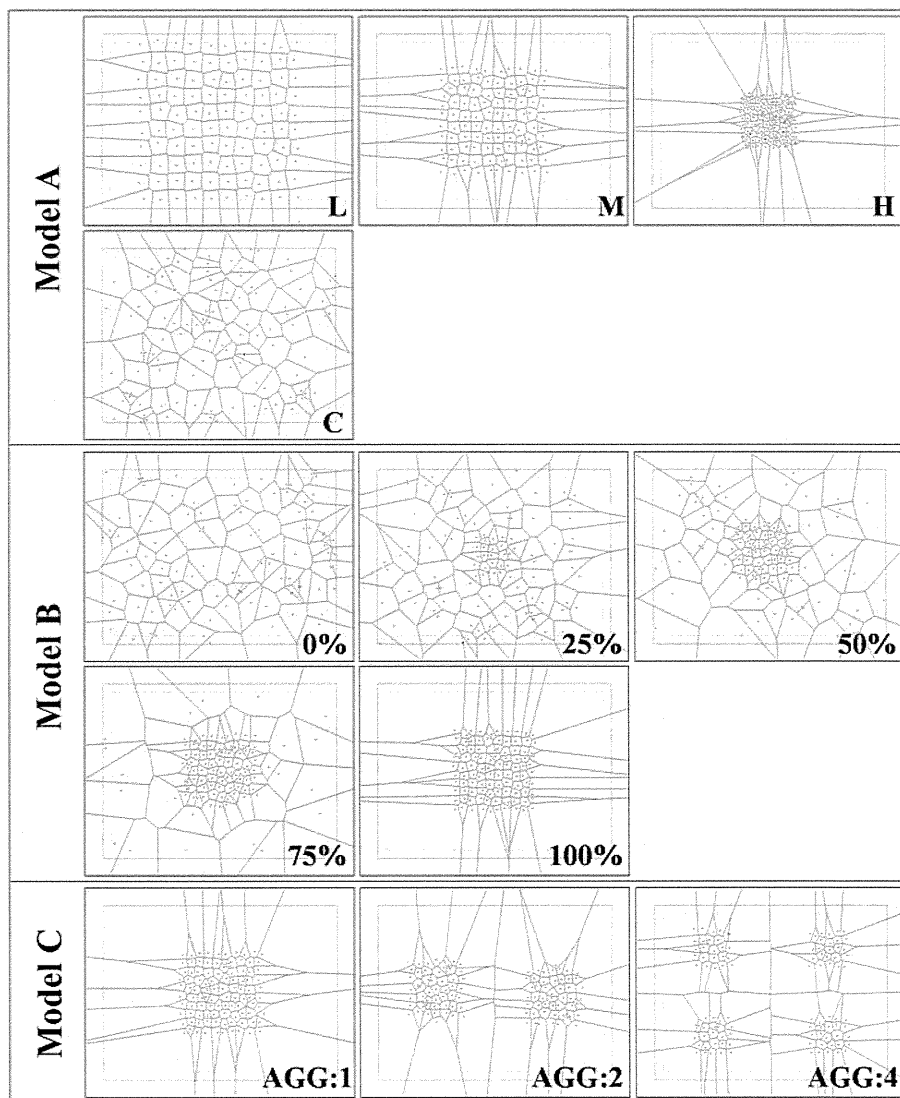 Model A
L
M
H
C
Model B
0%
25%
50%
75%
100%
Model C
AGG:1
AGG:2
AGG:4